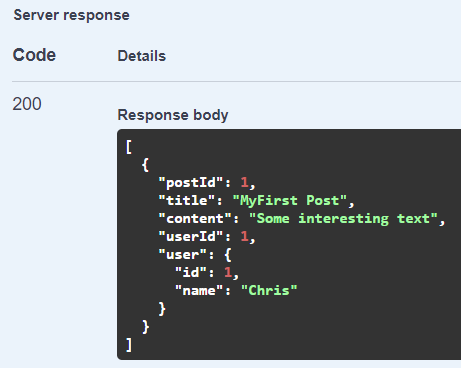 Server response
Code Details
200
Response body
[
  {
    "postId": 1,
    "title": "MyFirst Post",
    "content": "Some interesting text",
    "userId": 1,
    "user": {
      "id": 1,
      "name": "Chris"
    }
  }
]